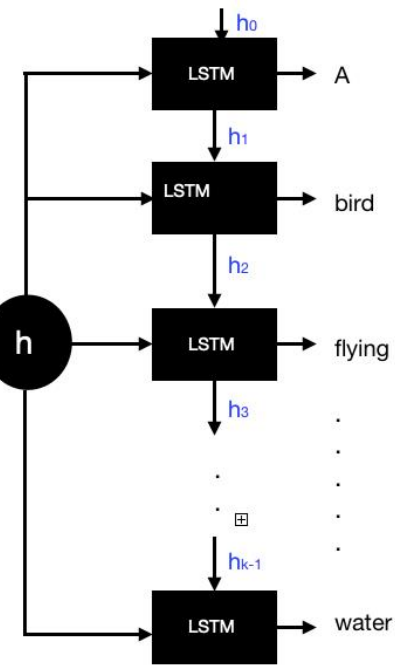 h0
LSTM
A
h1
LSTM
bird
h2
h
LSTM
flying
h3
hk-1
LSTM
water